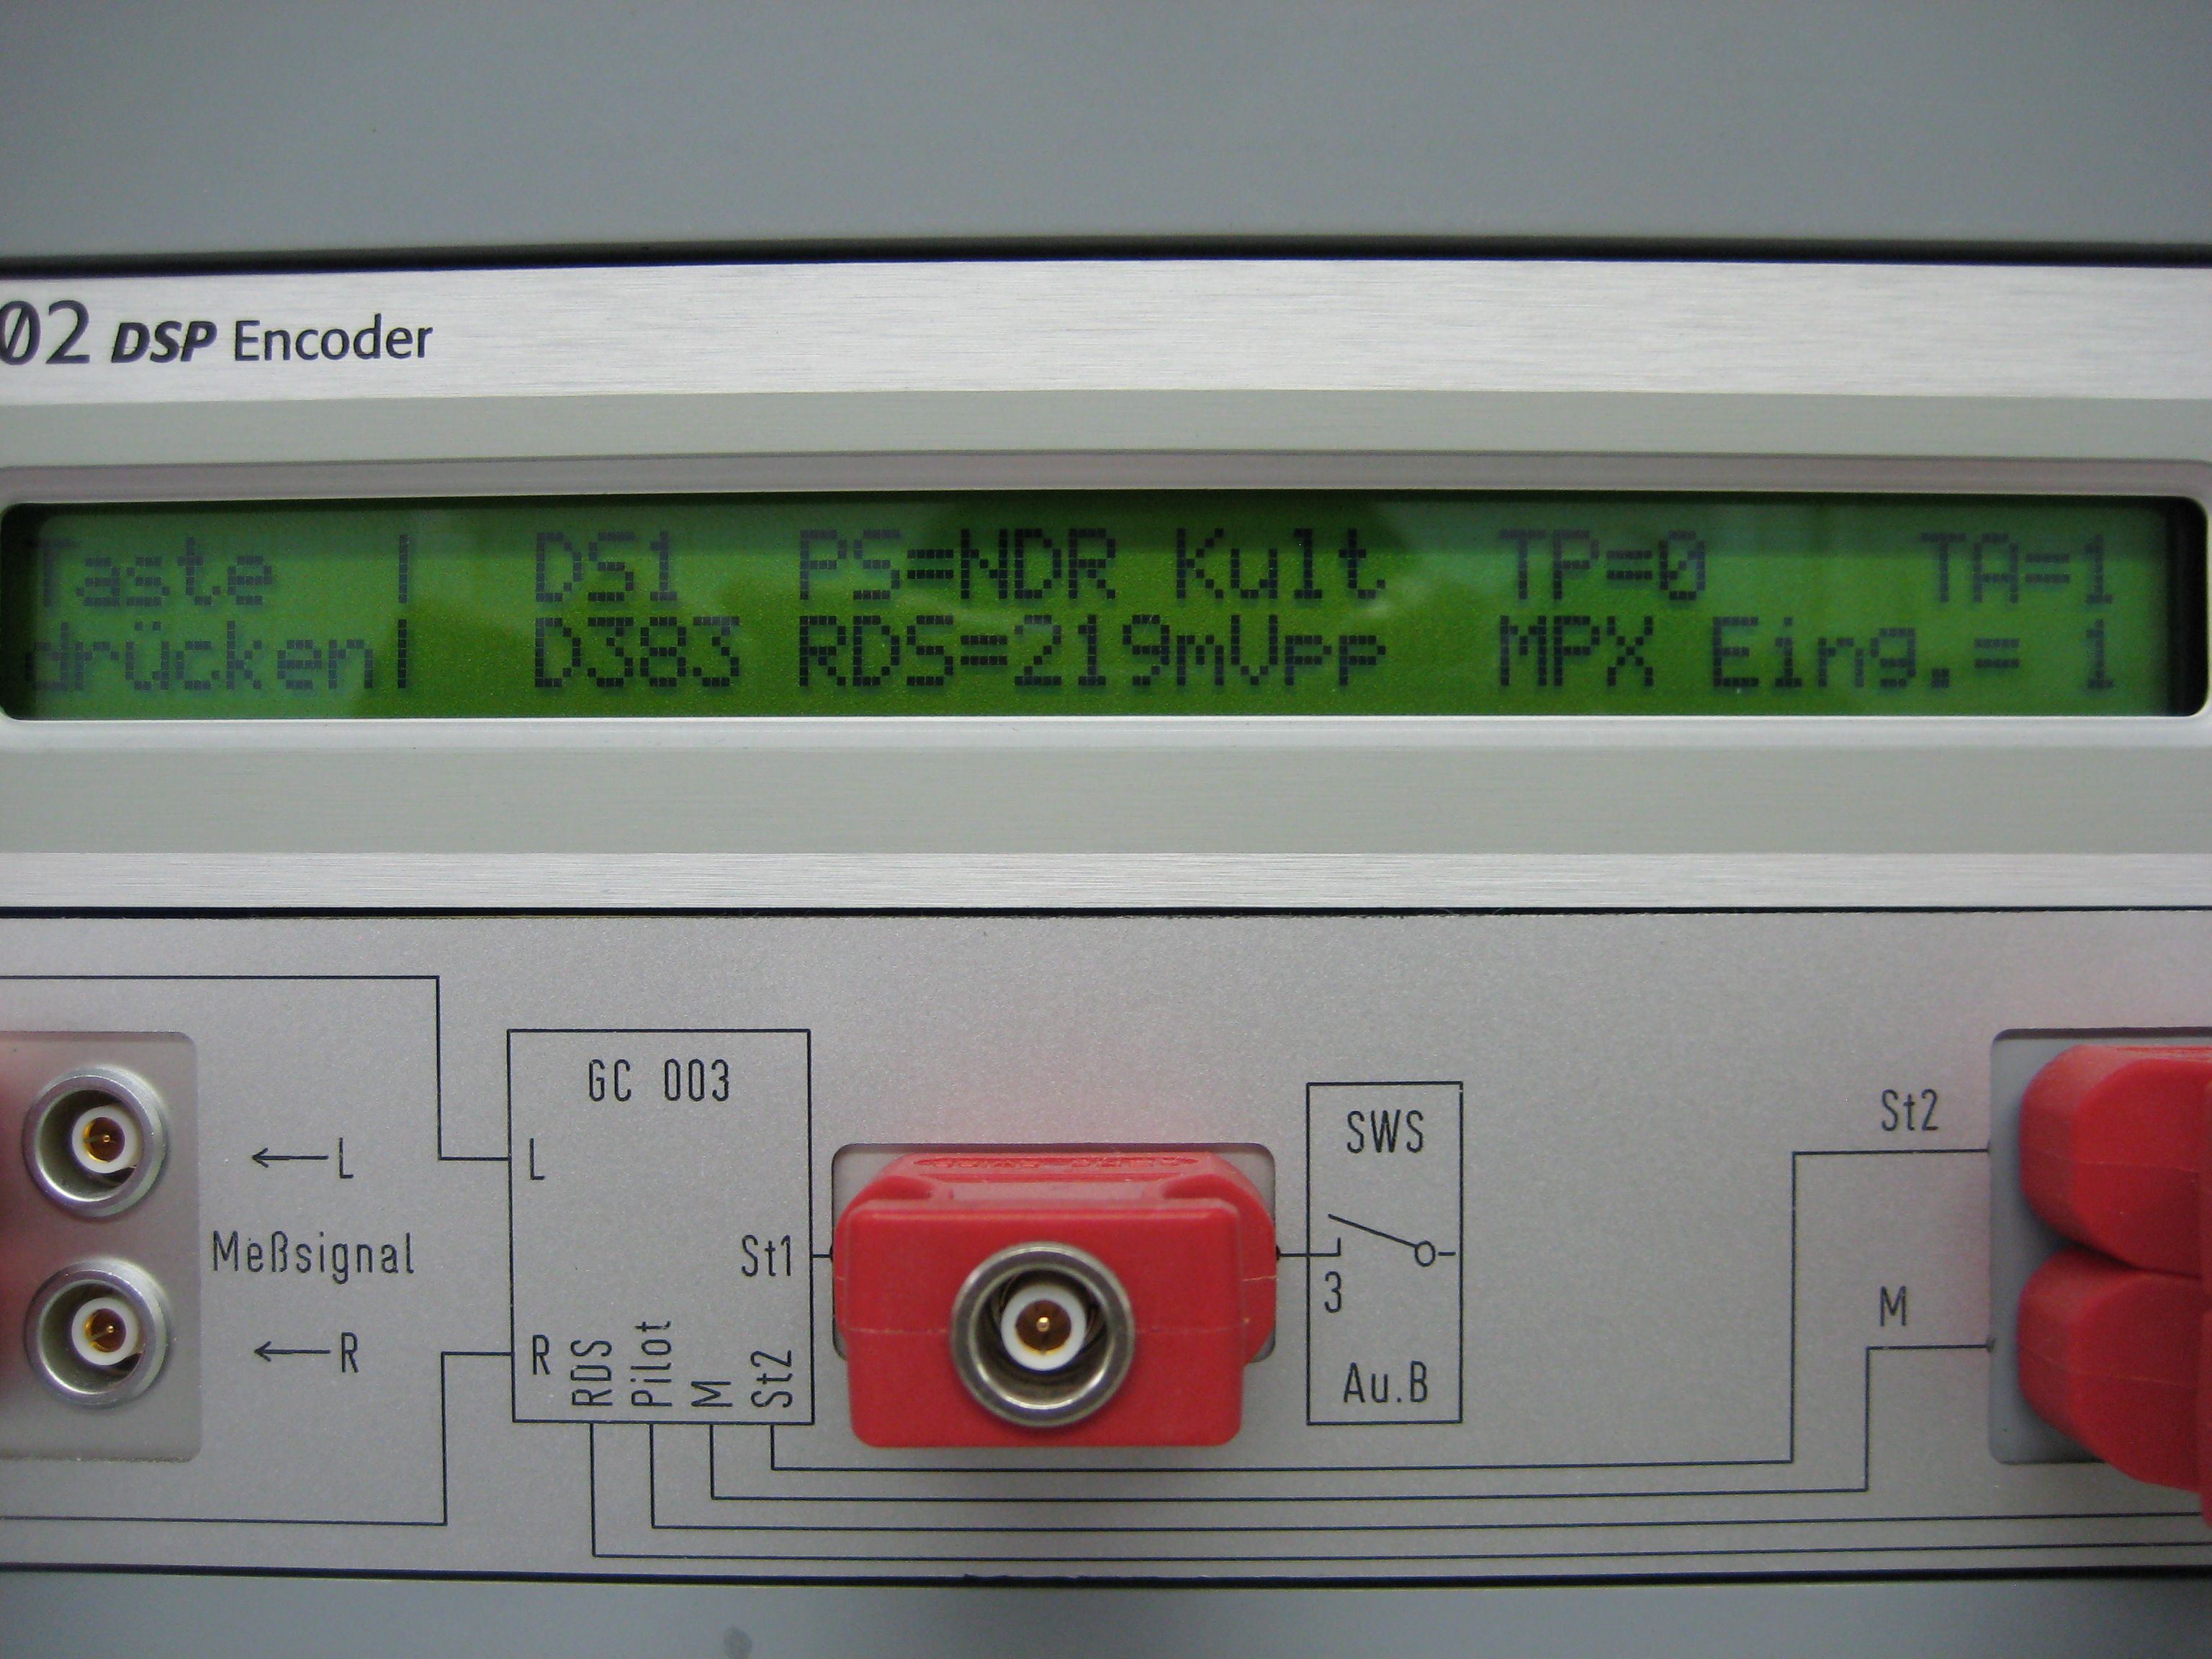 02 DSP Encoder
Taste | DS1 PS=NDR Kult TP=0 TA=1
drücken| D383 RDS=219mVpp MPX Eing.= 1
GC 003
L
R
St1
RDS
Pilot
M
St2
←L
Meßsignal
←R
SWS
3
Au.B
St2
M